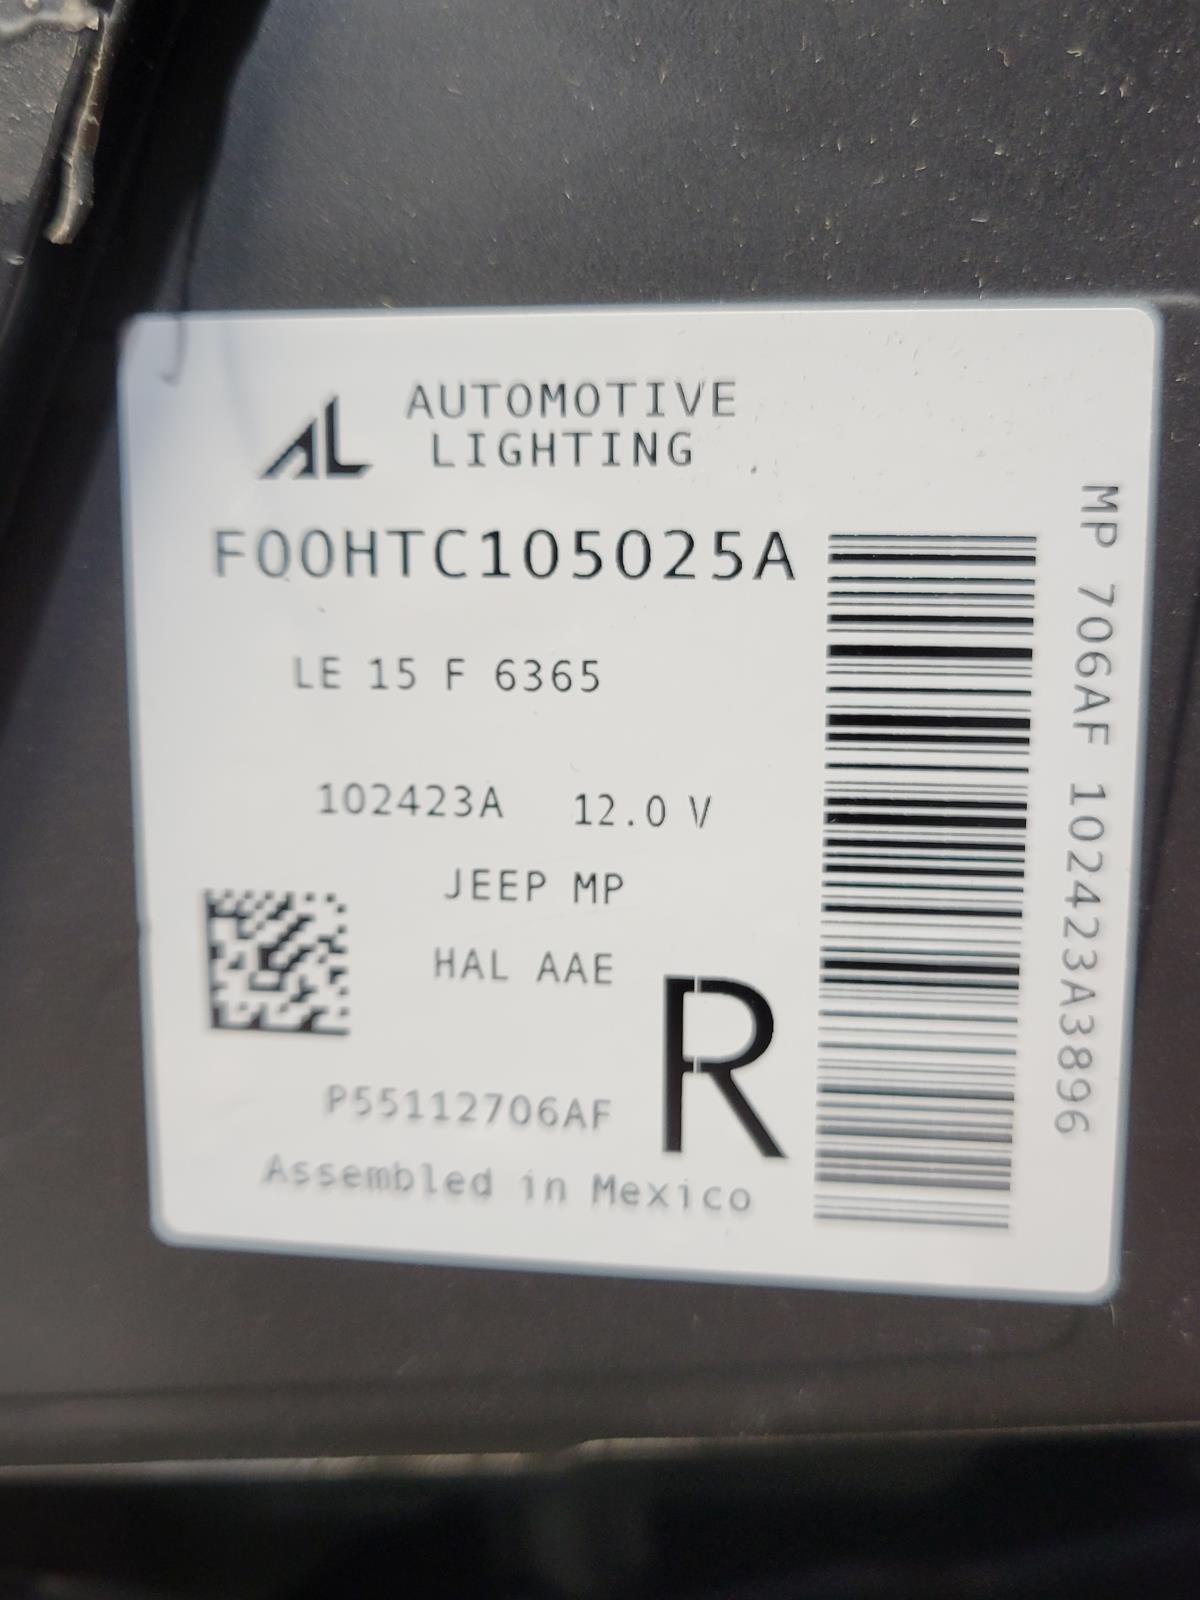 AL AUTOMOTIVE
LIGHTING
F00HTC105025A
LE 15 F 6365
102423A 12.0 V
JEEP MP
HAL AAE
R
P55112706AF
Assembled in Mexico
MP 706AF 102423A3896